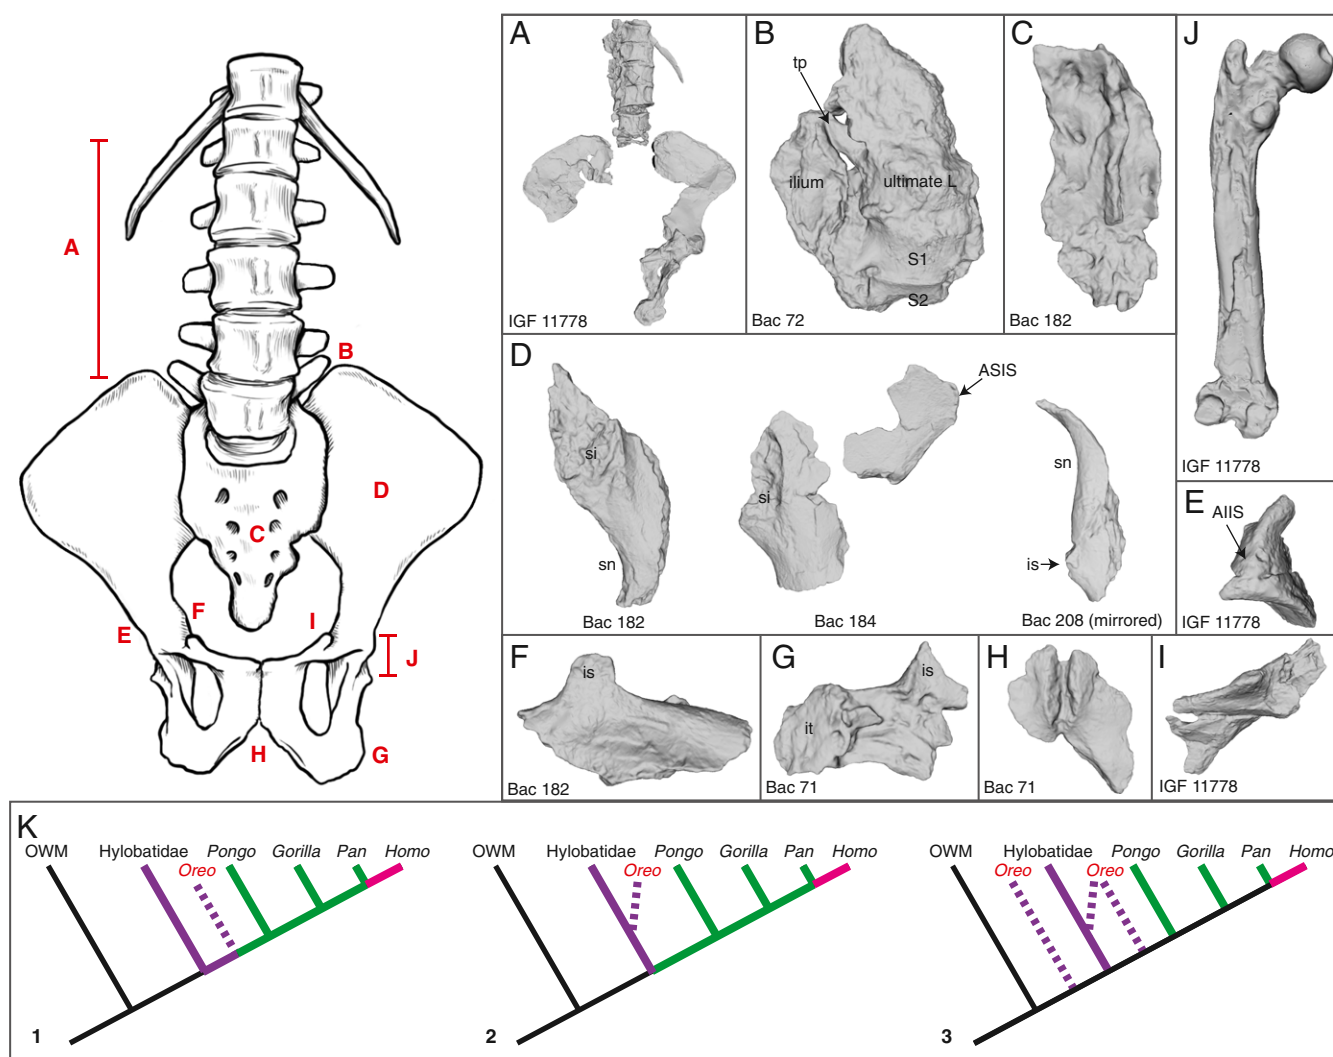 A
B
C
D
E
F
I
J
H
G
A
IGF 11778
B
tp
ilium
ultimate L
S1
S2
Bac 72
C
Bac 182
J
IGF 11778
D
si
sn
Bac 182
si
ASIS
Bac 184
sn
is
Bac 208 (mirrored)
E
AIIS
IGF 11778
F
is
Bac 182
G
is
it
Bac 71
H
Bac 71
I
IGF 11778
K
OWM Hylobatidae Pongo Gorilla Pan Homo
Oreo
1
OWM Hylobatidae Pongo Gorilla Pan Homo
Oreo
2
OWM Hylobatidae Pongo Gorilla Pan Homo
Oreo Oreo
3